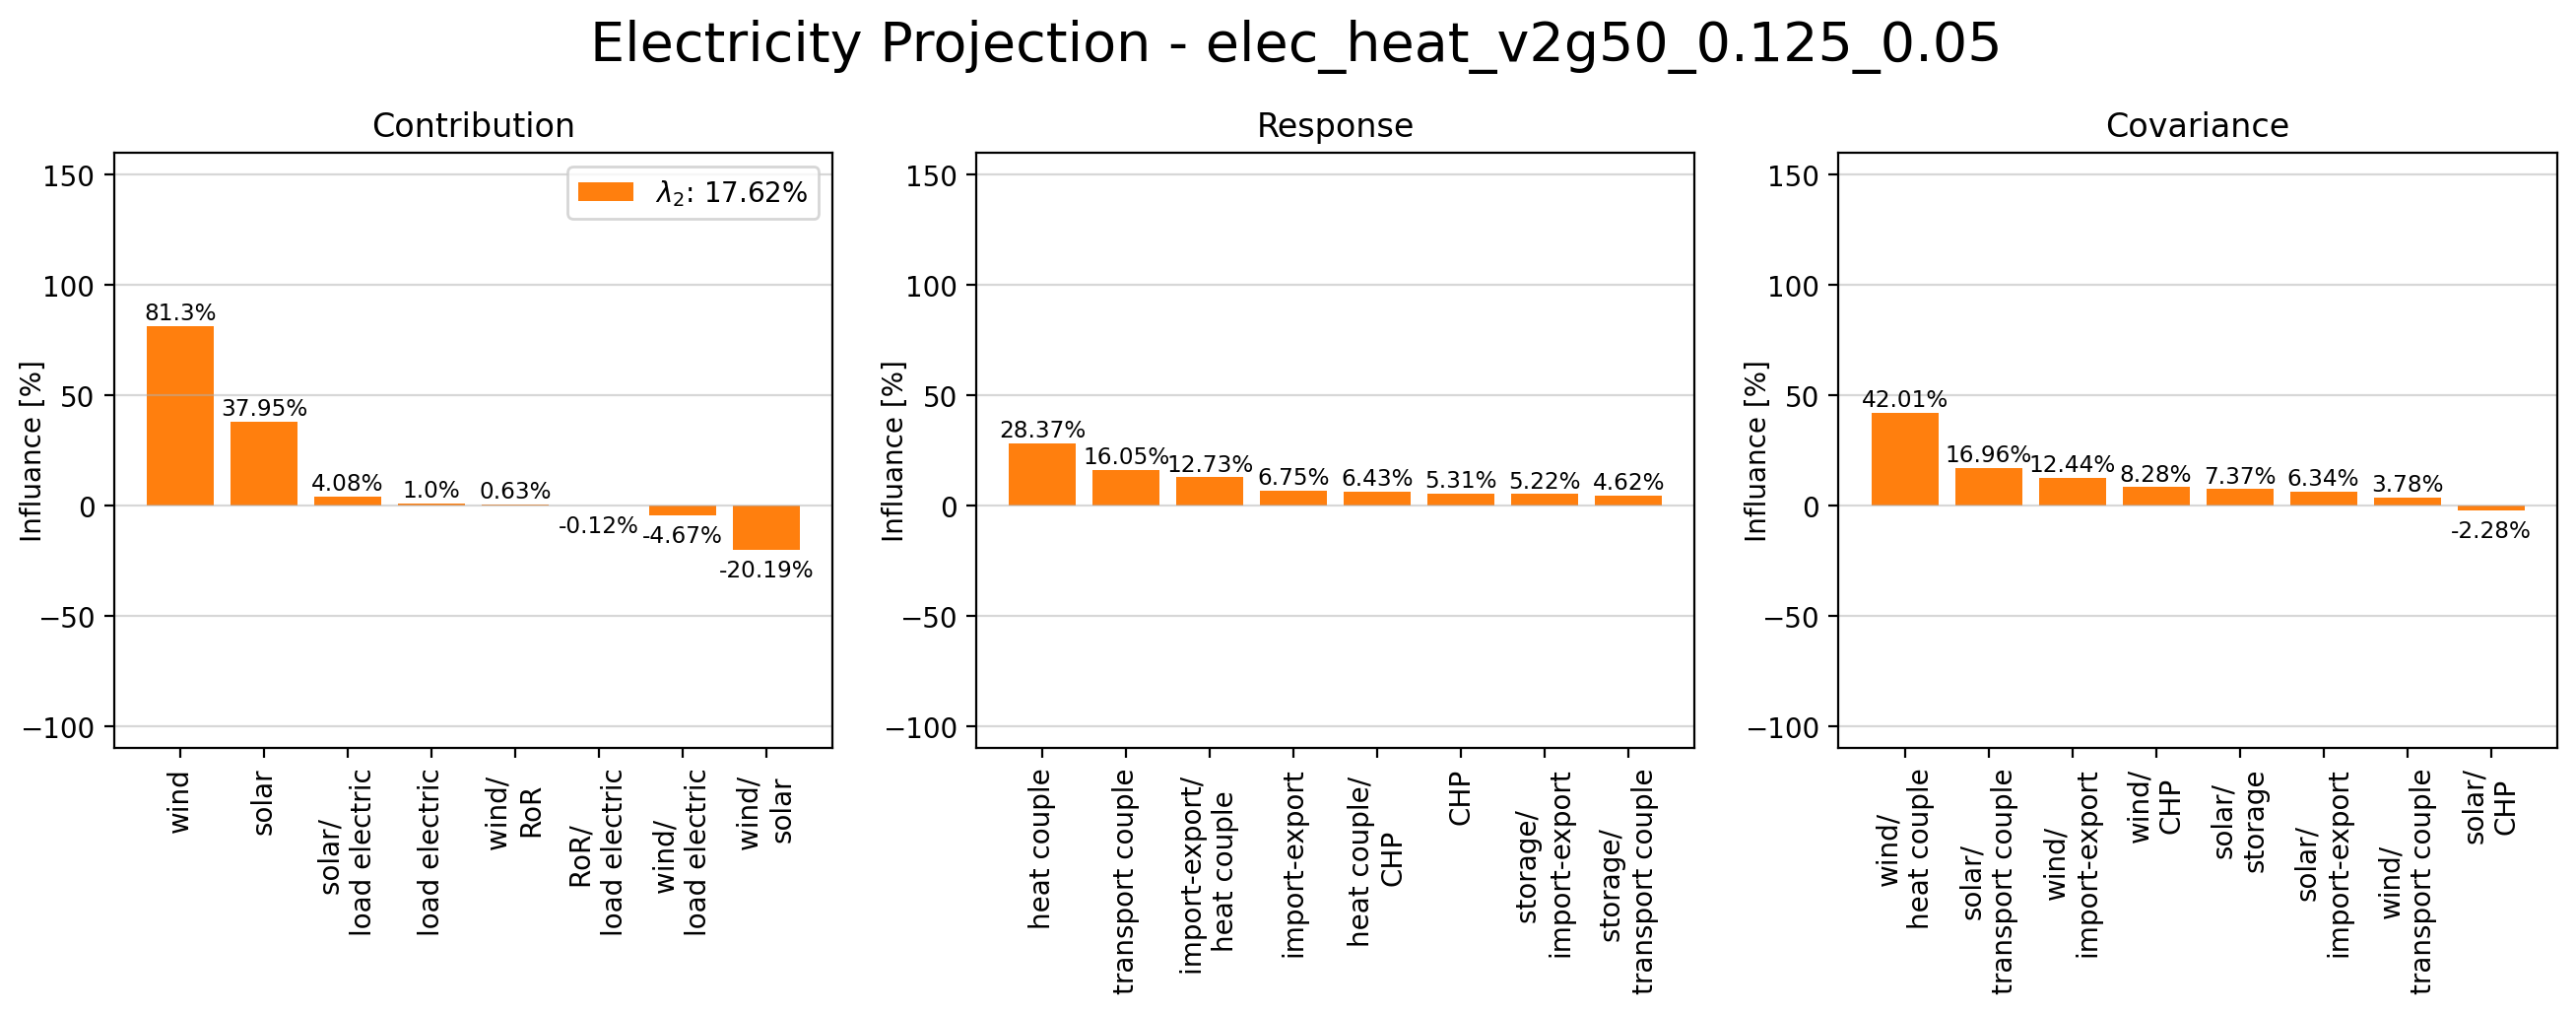 Electricity Projection - elec_heat_v2g50_0.125_0.05
Contribution
λ2: 17.62%
Influance [%]
150
100
50
0
−50
−100
81.3%
37.95%
4.08%
1.0%
0.63%
-0.12%
-4.67%
-20.19%
wind
solar
solar/
load electric
load electric
wind/
RoR
RoR/
load electric
wind/
load electric
wind/
solar
Response
Influance [%]
150
100
50
0
−50
−100
28.37%
16.05%
12.73%
6.75%
6.43%
5.31%
5.22%
4.62%
heat couple
transport couple
import-export/
heat couple
import-export
heat couple/
CHP
CHP
storage/
import-export
storage/
transport couple
Covariance
Influance [%]
150
100
50
0
−50
−100
42.01%
16.96%
12.44%
8.28%
7.37%
6.34%
3.78%
-2.28%
wind/
heat couple
solar/
transport couple
wind/
import-export
wind/
CHP
solar/
storage
solar/
import-export
wind/
transport couple
solar/
CHP